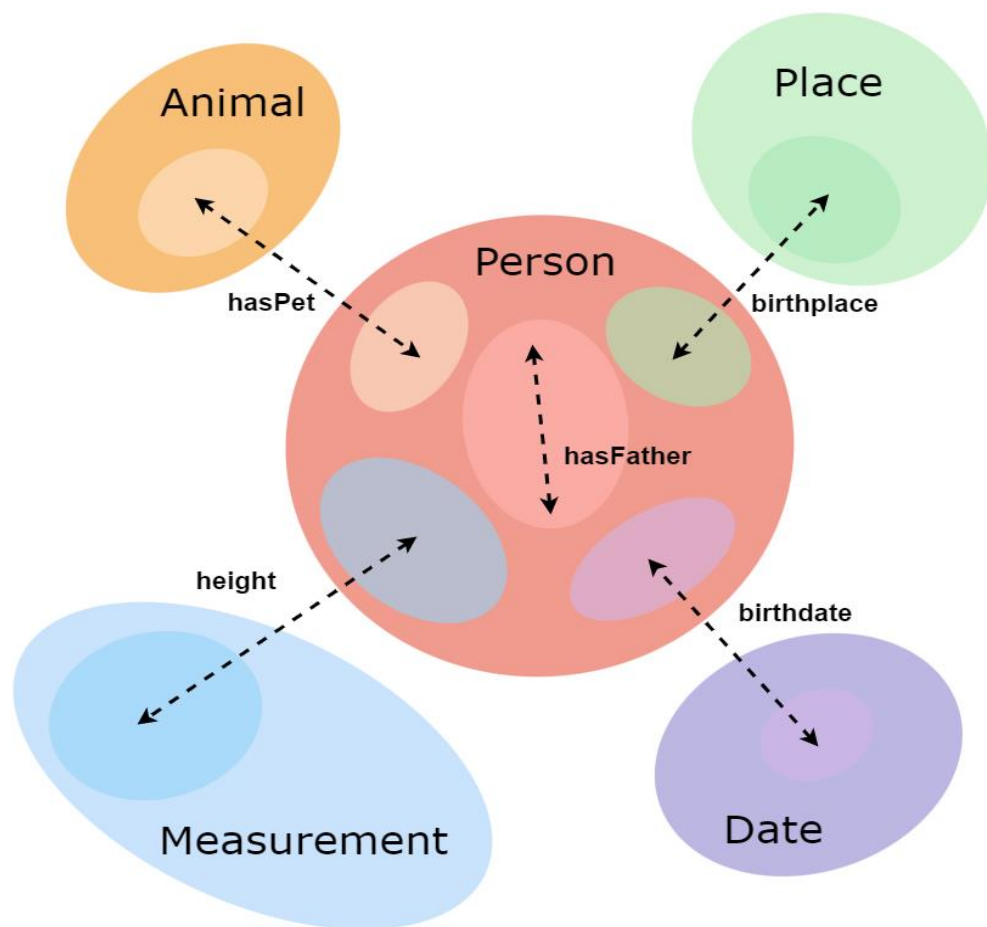 Animal
Place
Person
hasPet
birthplace
hasFather
height
birthdate
Measurement
Date